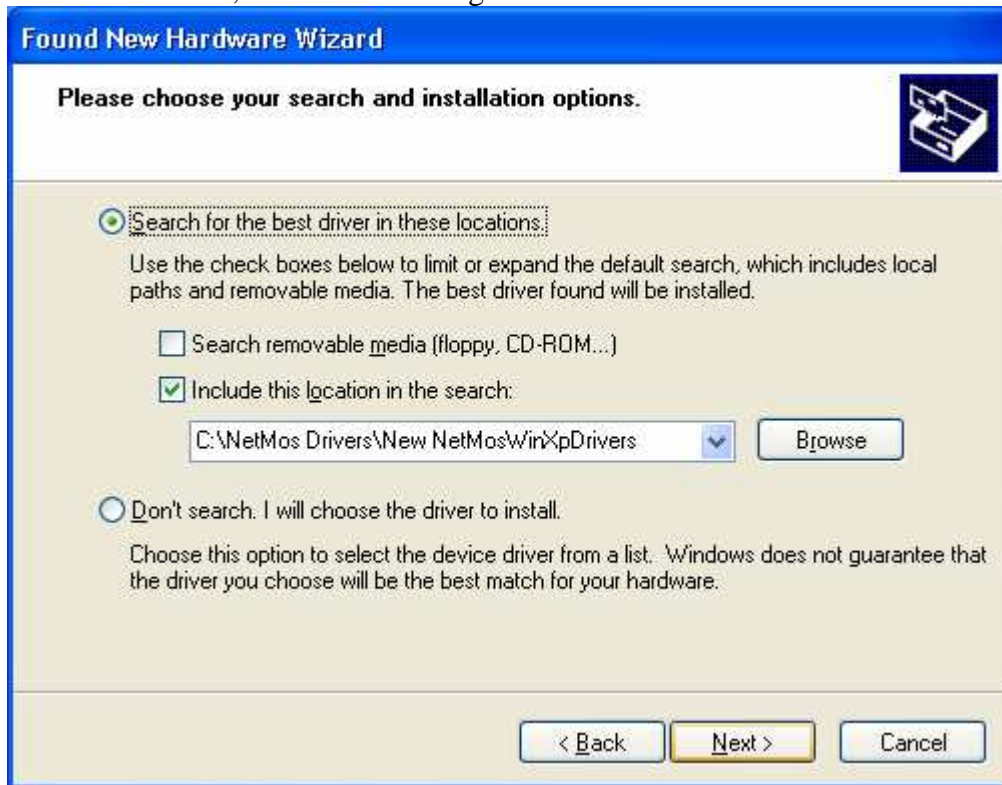 Found New Hardware Wizard
Please choose your search and installation options.
Search for the best driver in these locations.
Use the check boxes below to limit or expand the default search, which includes local
paths and removable media. The best driver found will be installed.
Search removable media (floppy, CD-ROM...)
Include this location in the search:
C:\NetMos Drivers\New NetMosWinXpDrivers
Browse
Don't search. I will choose the driver to install.
Choose this option to select the device driver from a list. Windows does not guarantee that
the driver you choose will be the best match for your hardware.
< Back Next > Cancel